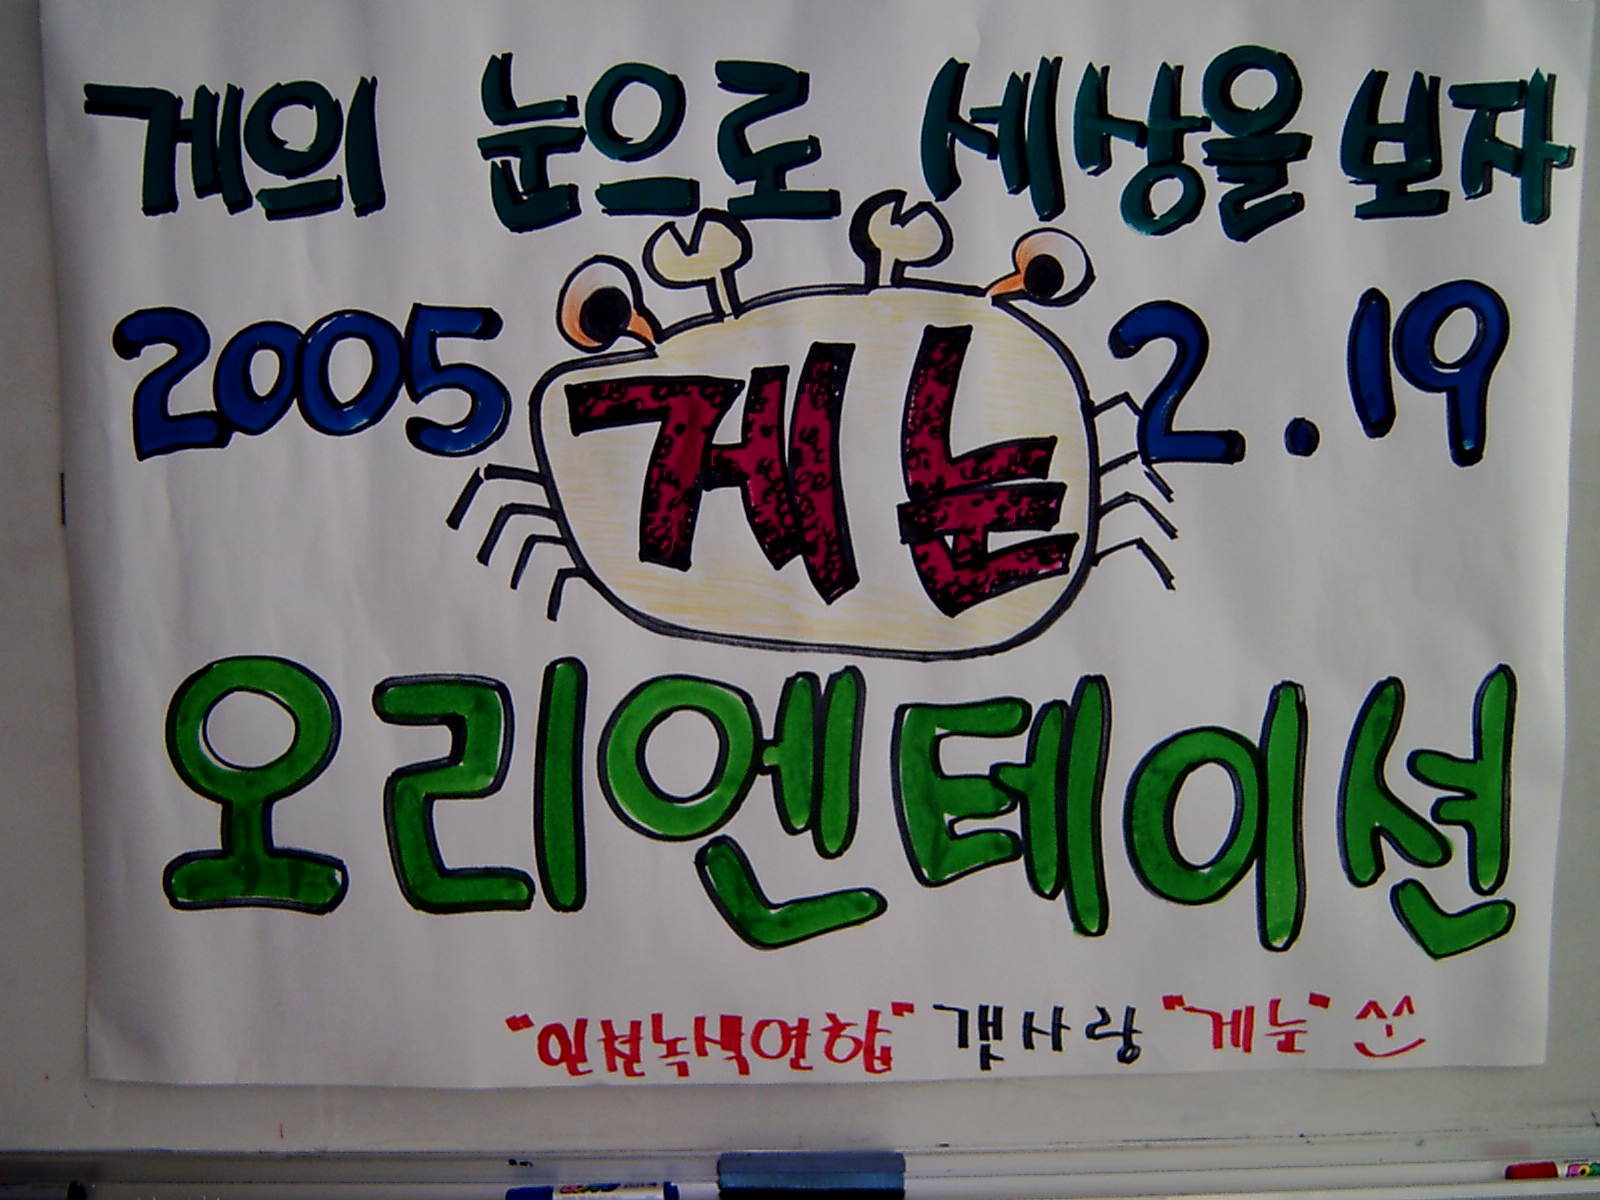 게의 눈으로 세상을 보자
2005 2.19
게눈
오리엔테이션
"인천녹색연합" 갯사랑 "게눈"